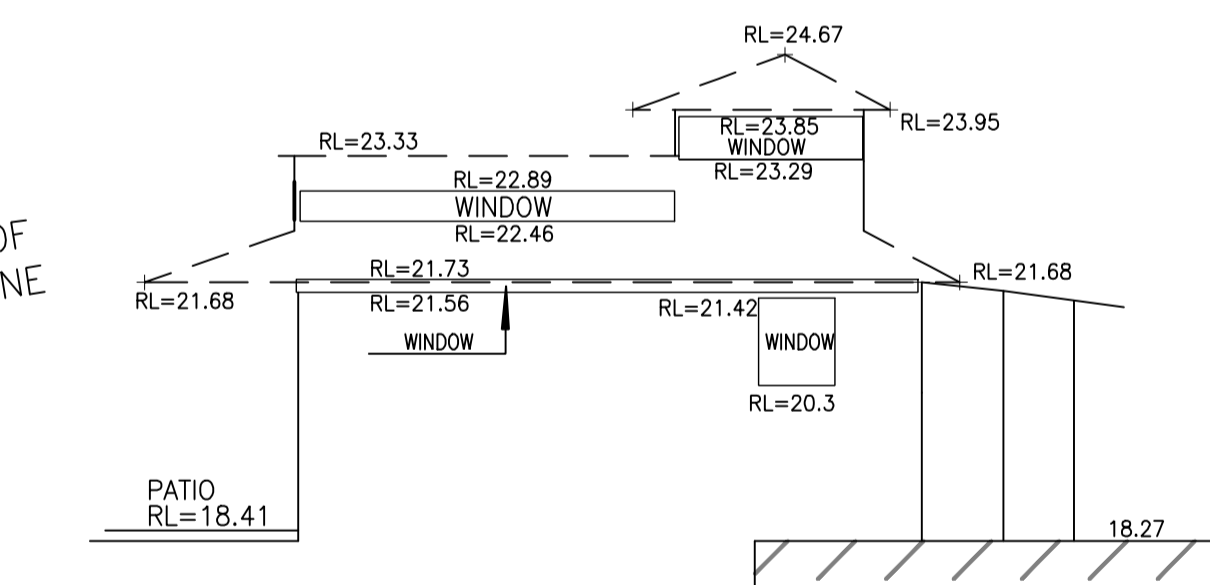 RL=24.67
RL=23.95
RL=23.85
WINDOW
RL=23.29
RL=23.33
RL=22.89
WINDOW
RL=22.46
OF
NE
RL=21.68
RL=21.73
RL=21.56
WINDOW
RL=21.68
RL=21.42
WINDOW
RL=20.3
PATIO
RL=18.41
18.27